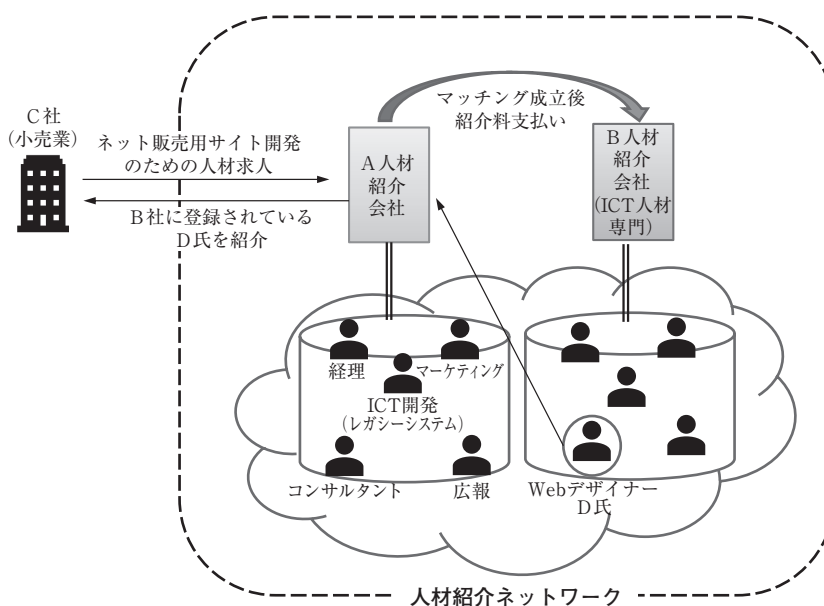 C社
(小売業)
ネット販売用サイト開発
のための人材求人
B社に登録されている
D氏を紹介
マッチング成立後
紹介料支払い
A人材
紹介
会社
B人材
紹介
会社
(ICT人材
専門)
経理
マーケティング
ICT開発
(レガシーシステム)
コンサルタント
広報
Webデザイナー
D氏
人材紹介ネットワーク